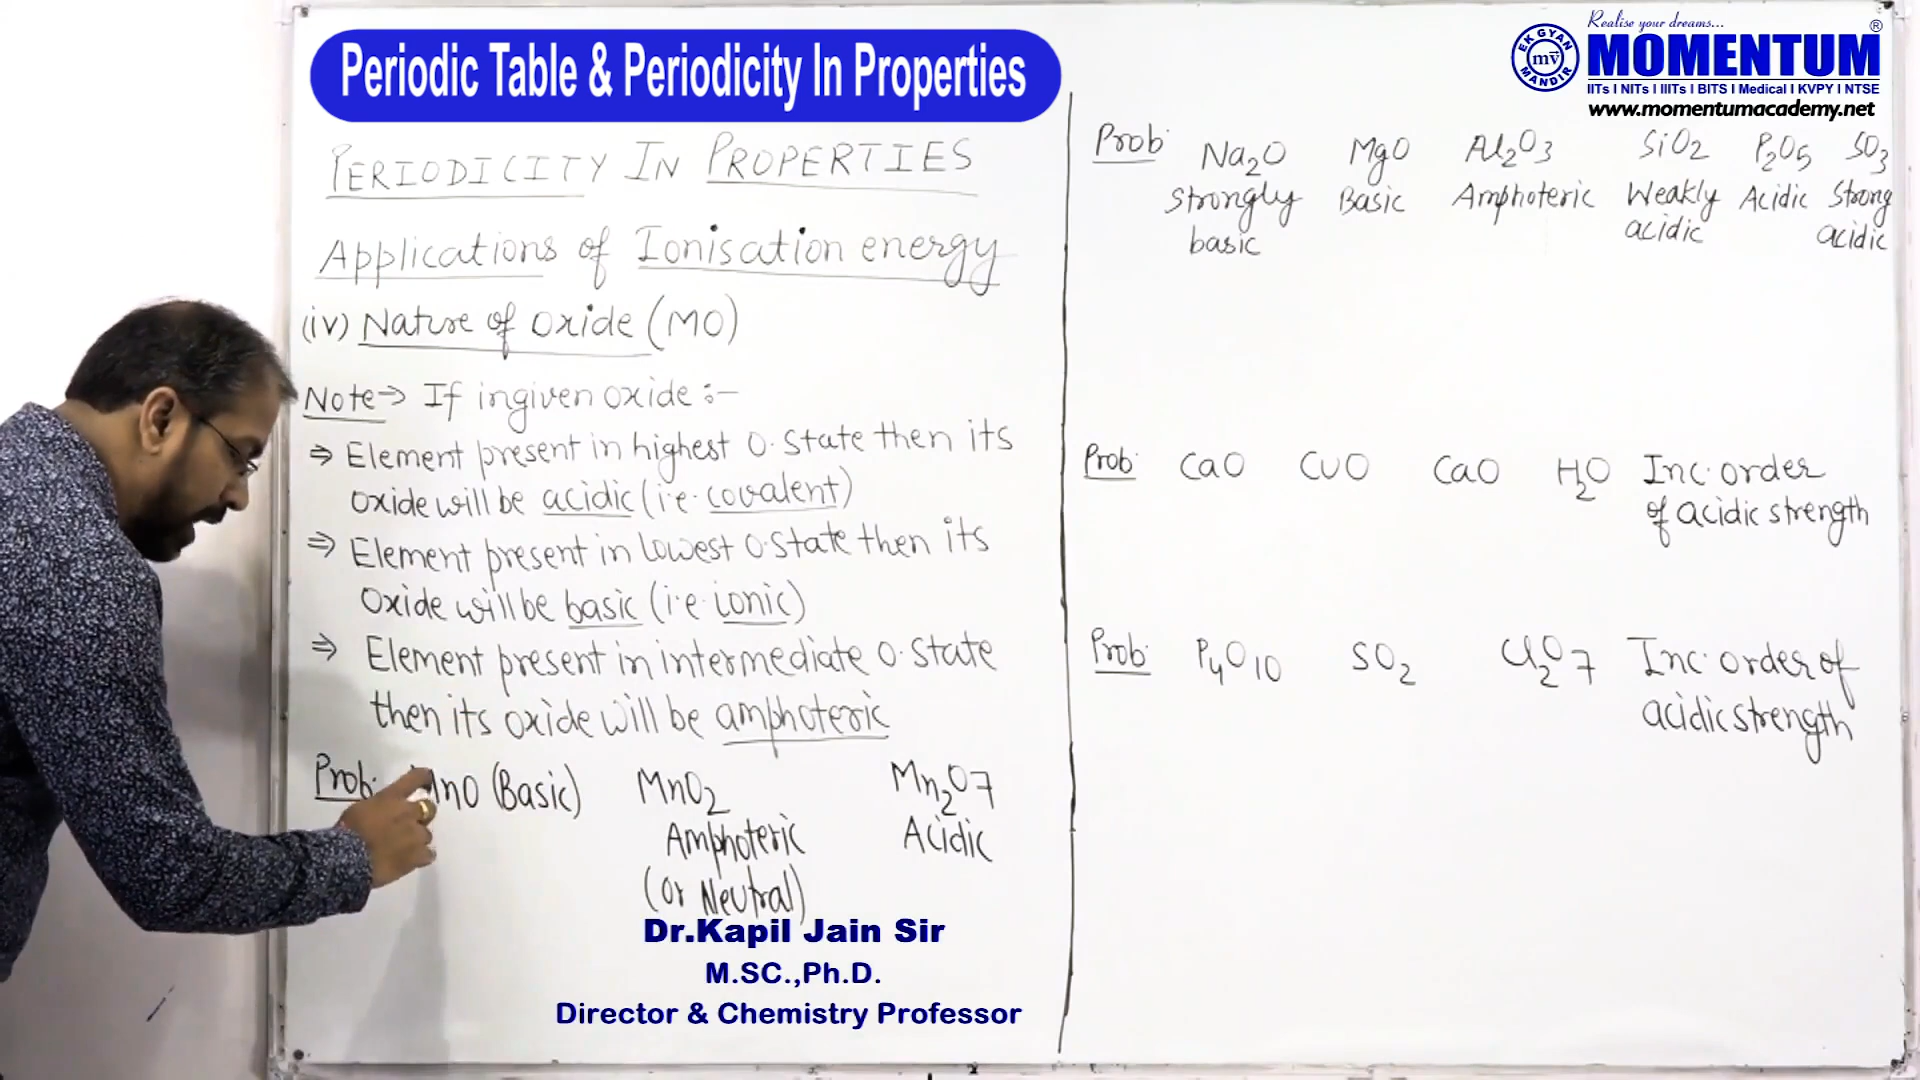 Periodic Table & Periodicity In Properties
PERIODICITY IN PROPERTIES
Applications of Ionisation energy
(iv) Nature of Oxide (MO)
Note → If ingiven oxide :-
⇒ Element present in highest O. State then its
oxide will be acidic (i.e. covalent)
⇒ Element present in lowest O. state then its
Oxide will be basic (i.e. ionic)
⇒ Element present in intermediate O. State
then its oxide will be amphoteric
Prob. MnO (Basic) MnO2 Mn2O7
Amphoteric Acidic
(or Neutral)
Dr.Kapil Jain Sir
M.SC.,Ph.D.
Director & Chemistry Professor
Realise your dreams...
EK GYAN MANDIR
mv
MOMENTUM ®
IITs I NITs I IIITs I BITS I Medical I KVPY I NTSE
www.momentumacademy.net
Prob. Na2O MgO Al2O3 SiO2 P2O5 SO3
Strongly Basic Amphoteric Weakly Acidic Strong
basic acidic acidic
Prob. CaO CuO CaO H2O Inc. order
of acidic strength
Prob. P4O10 SO2 Cl2O7 Inc. order of
acidic strength